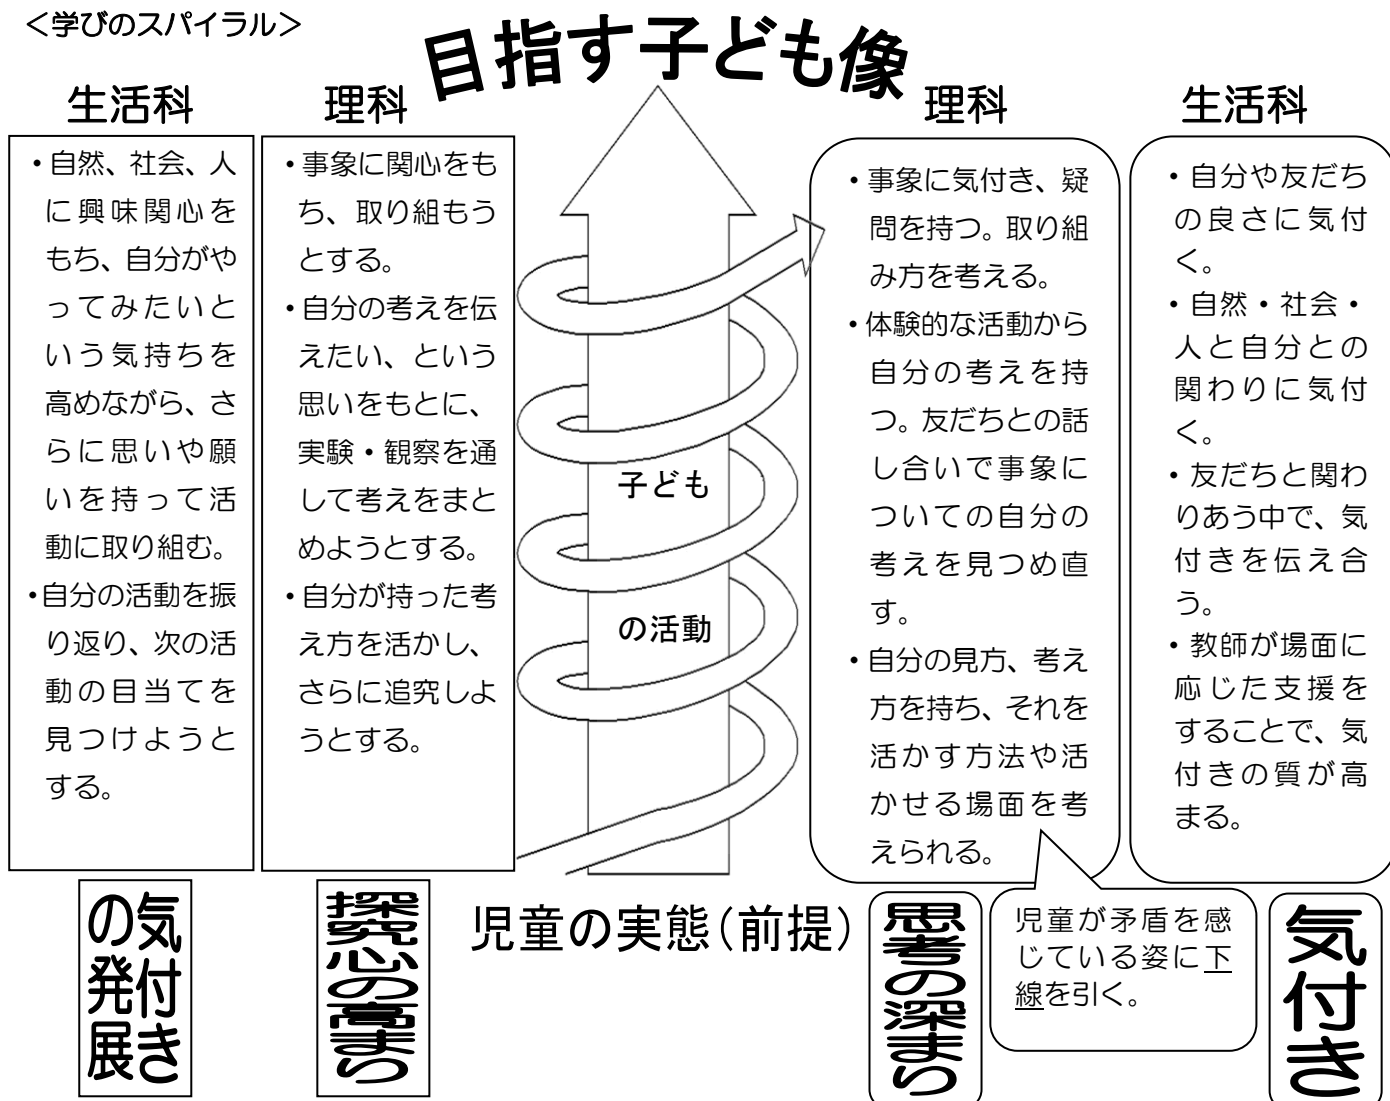 ＜学びのスパイラル＞
目指す子ども像
生活科
・自然、社会、人
に興味関心を
もち、自分がや
ってみたいと
いう気持ちを
高めながら、さ
らに思いや願
いを持って活
動に取り組む。
・自分の活動を振
り返り、次の活
動の目当てを
見つけようと
する。
気付き
の発展
理科
・事象に関心をも
ち、取り組もう
とする。
・自分の考えを伝
えたい、という
思いをもとに、
実験・観察を通
して考えをまと
めようとする。
・自分が持った考
え方を活かし、
さらに追究しよ
うとする。
探究心の高まり
子ども
の活動
児童の実態（前提）
理科
・事象に気付き、疑
問を持つ。取り組
み方を考える。
・体験的な活動から
自分の考えを持
つ。友だちとの話
し合いで事象に
ついての自分の
考えを見つめ直
す。
・自分の見方、考え
方を持ち、それを
活かす方法や活
かせる場面を考
えられる。
思考の深まり
児童が矛盾を感
じている姿に下
線を引く。
生活科
・自分や友だち
の良さに気付
く。
・自然・社会・
人と自分との
関わりに気付
く。
・友だちと関わ
りあう中で、気
付きを伝え合
う。
・教師が場面に
応じた支援を
することで、気
付きの質が高
まる。
気付き